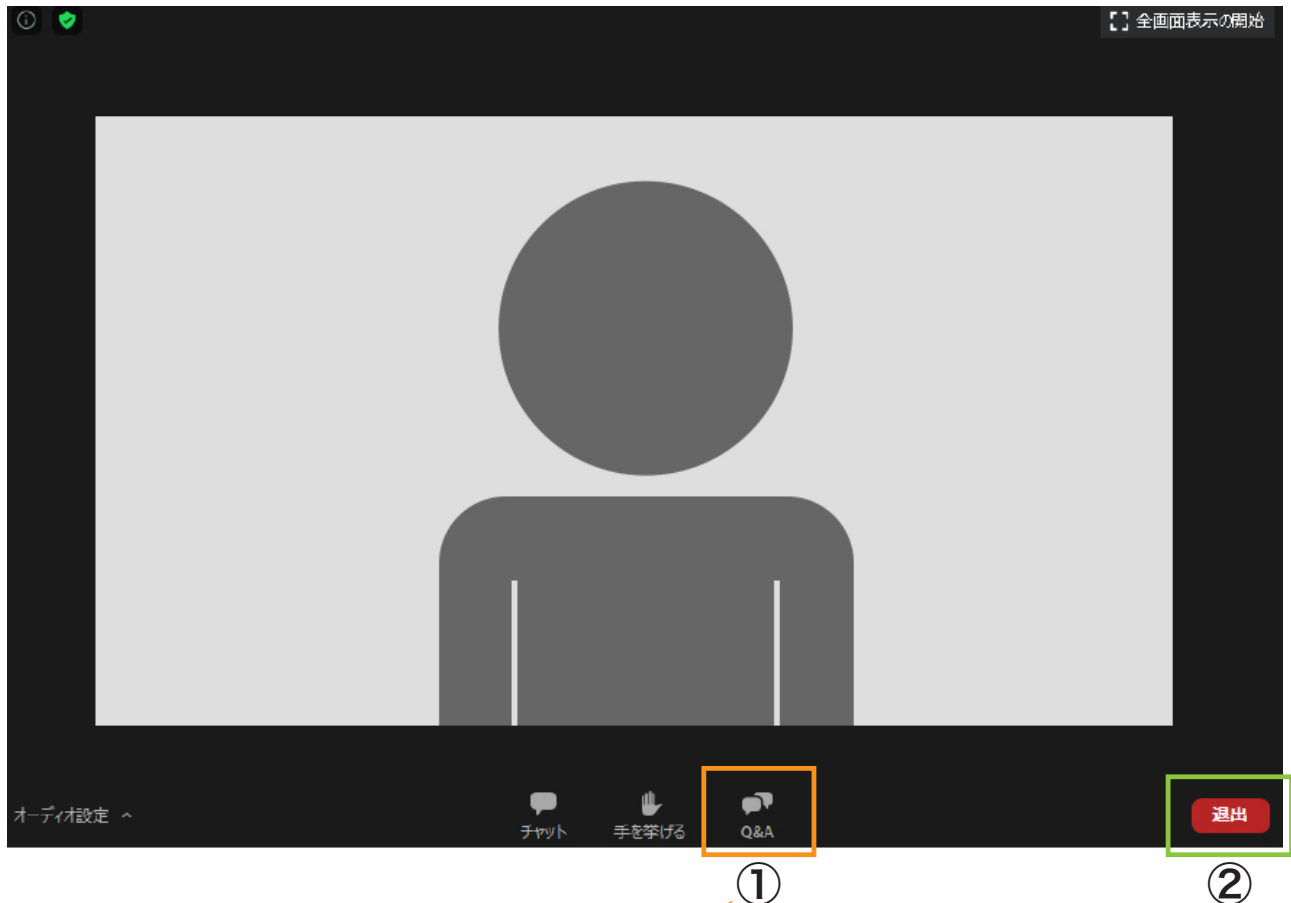 全画面表示の開始
オーディオ設定
チャット
手を挙げる
Q&A
退出
①
②